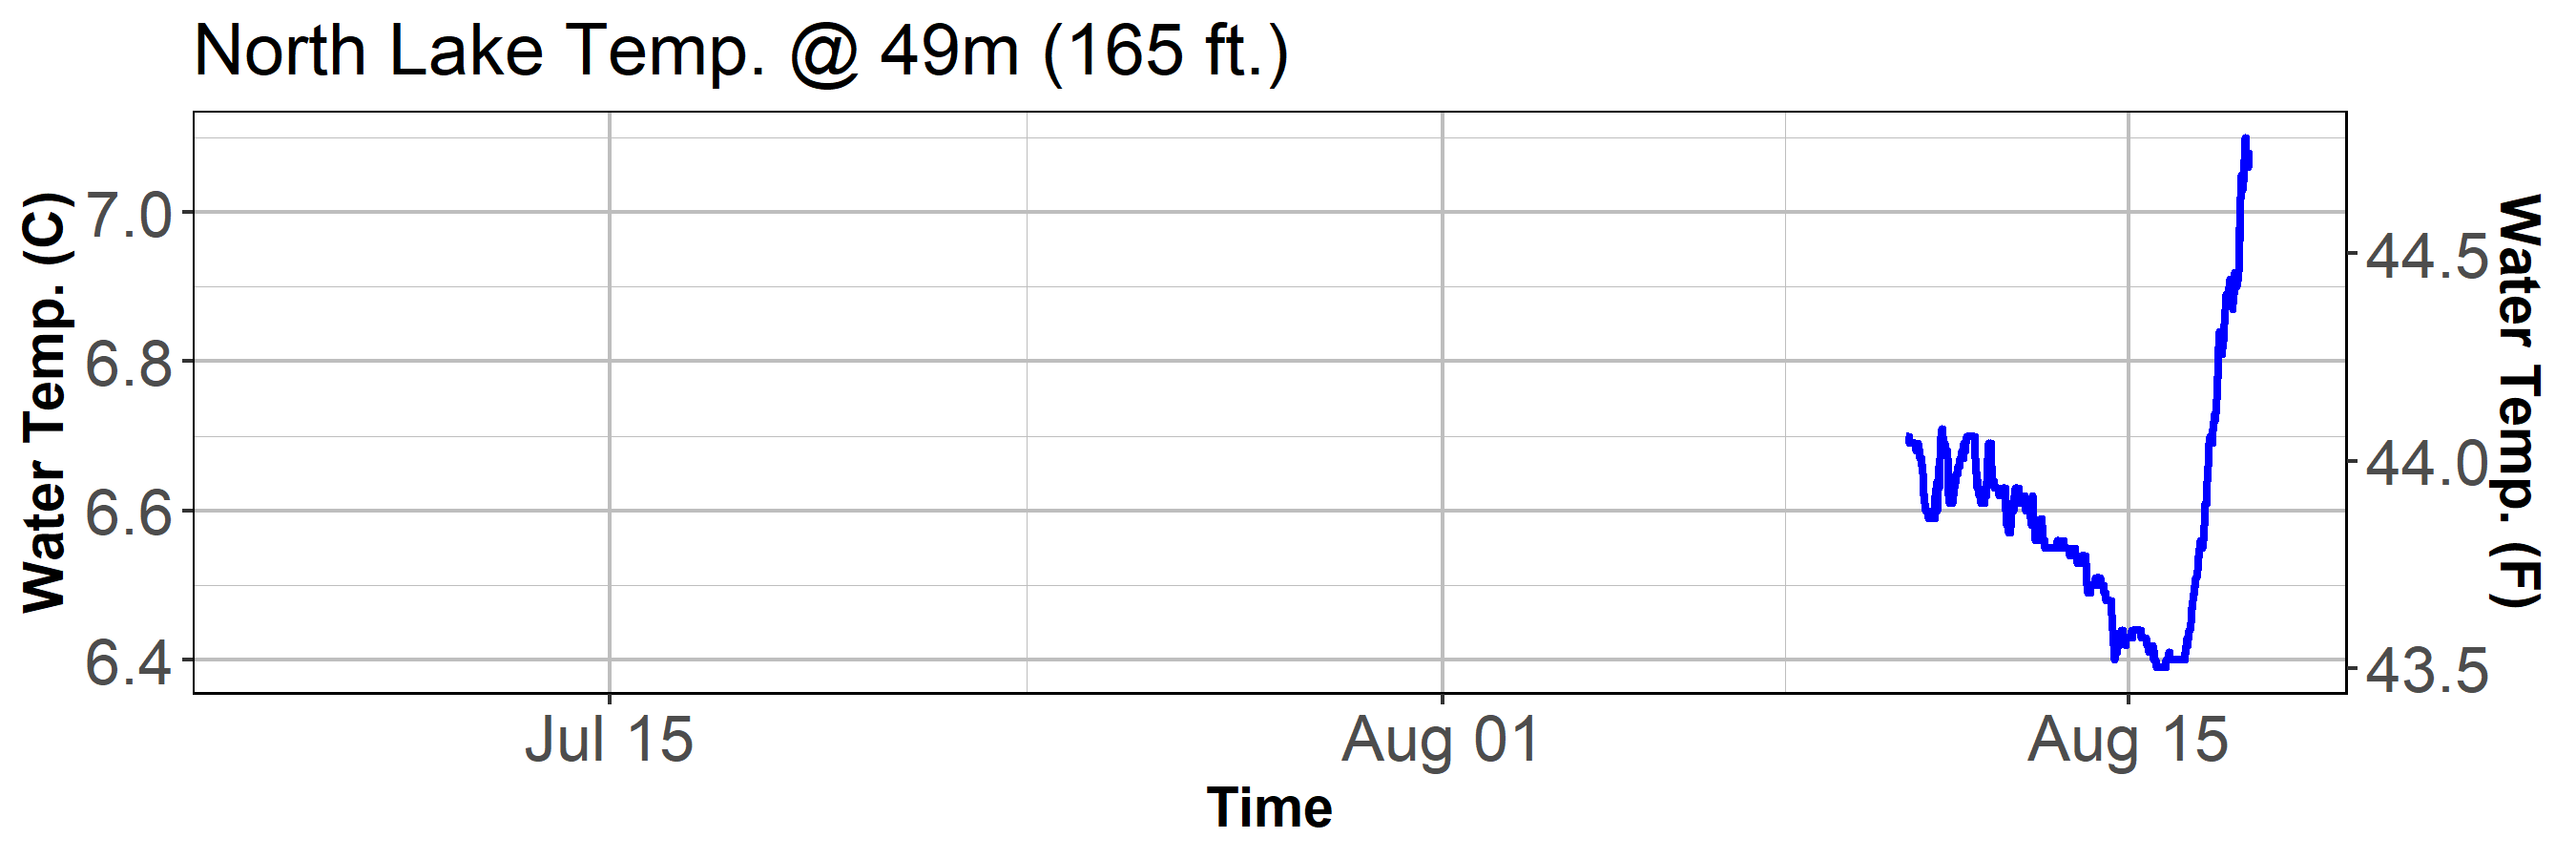 North Lake Temp. @ 49m (165 ft.)
Water Temp. (C)
7.0
6.8
6.6
6.4
44.5
44.0
43.5
Water Temp. (F)
Jul 15
Aug 01
Aug 15
Time